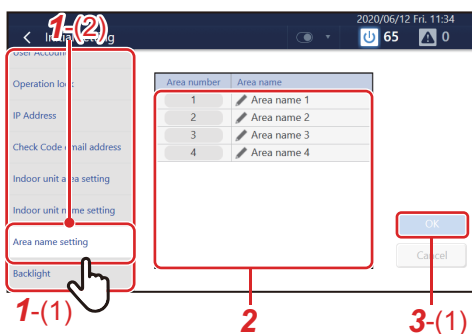 2020/06/12 Fri. 11:34
1-(2)
65 0
User Account
Operation lock
IP Address
Check Code email address
Indoor unit area setting
Indoor unit name setting
Area name setting
Backlight
Area number Area name
1 Area name 1
2 Area name 2
3 Area name 3
4 Area name 4
OK
Cancel
1-(1)
2
3-(1)